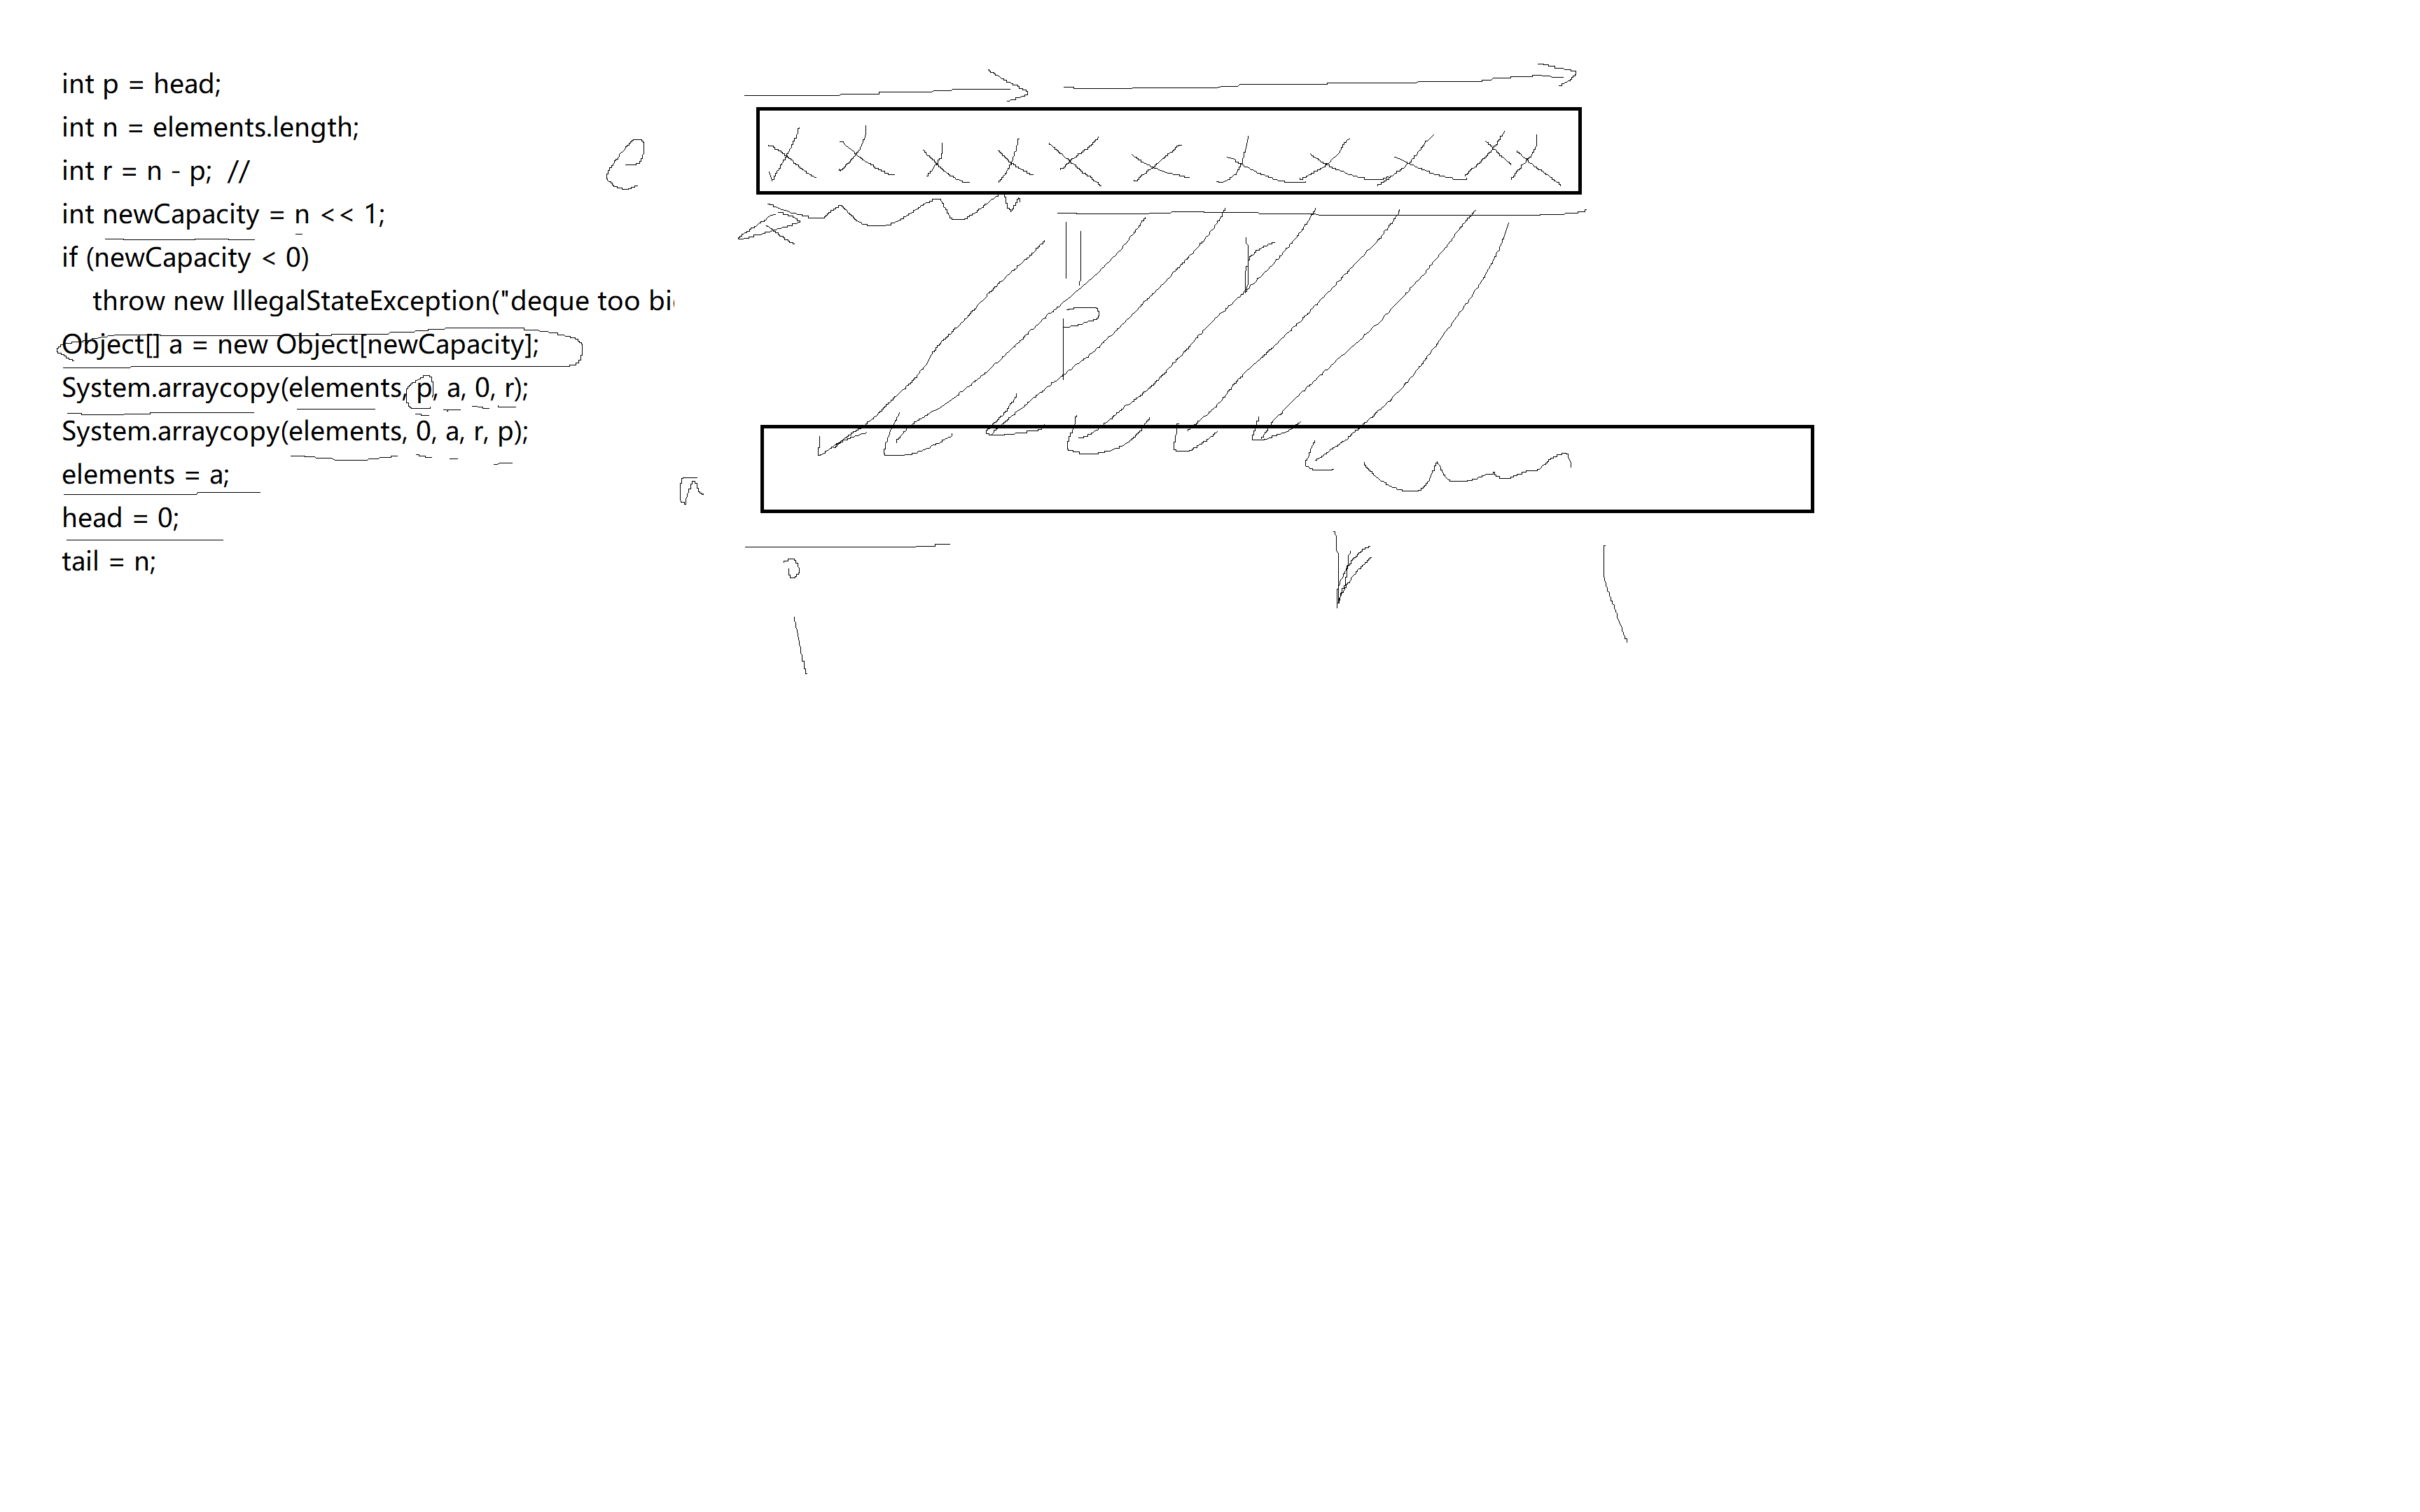 int p = head;
int n = elements.length;
int r = n - p;  //
int newCapacity = n << 1;
if (newCapacity < 0)
    throw new IllegalStateException("deque too bi
Object[] a = new Object[newCapacity];
System.arraycopy(elements, p, a, 0, r);
System.arraycopy(elements, 0, a, r, p);
elements = a;
head = 0;
tail = n;
e
r
p
a
0
r